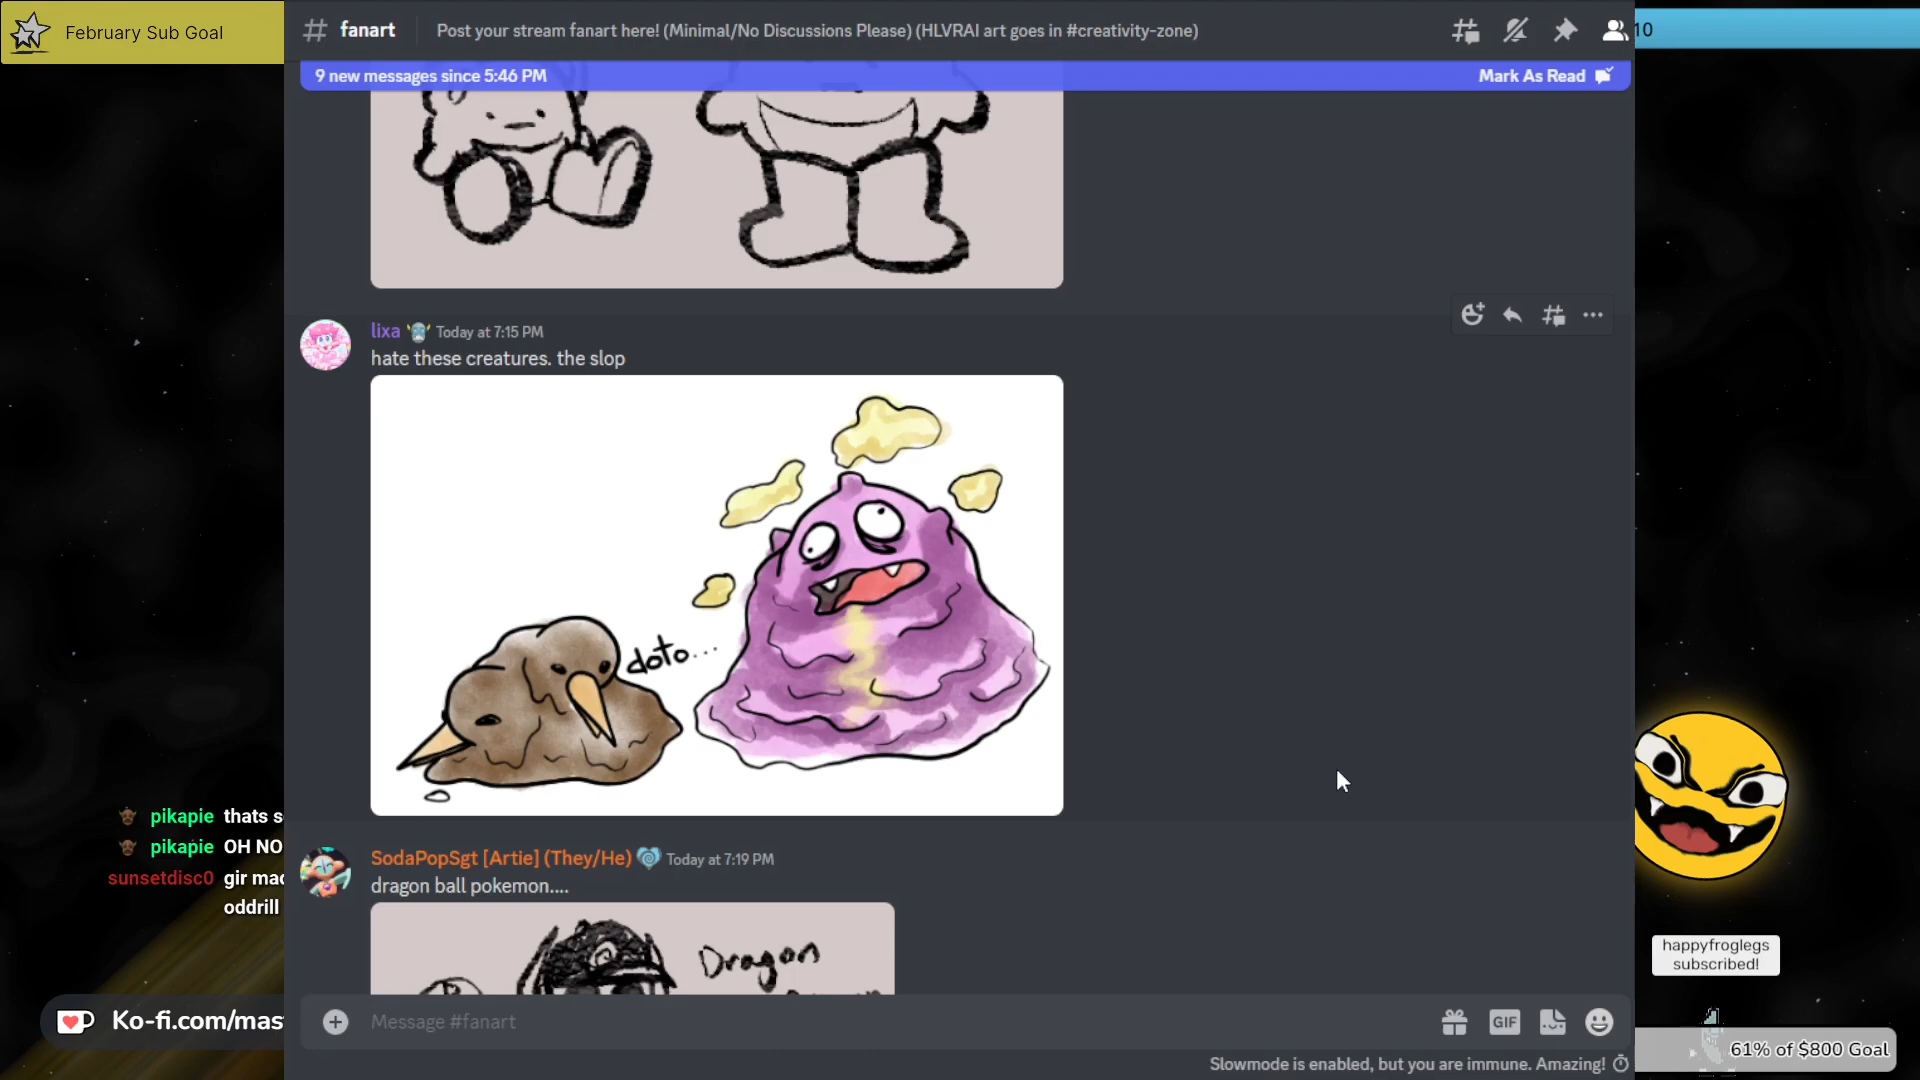 February Sub Goal
fanart
Post your stream fanart here! (Minimal/No Discussions Please) (HLVRAI art goes in #creativity-zone)
10
9 new messages since 5:46 PM
Mark As Read
lixa Today at 7:15 PM
hate these creatures. the slop
doto...
pikapie thats s
pikapie OH NO
sunsetdisc0 gir mad
oddrill
SodaPopSgt [Artie] (They/He) Today at 7:19 PM
dragon ball pokemon....
Dragon
happyfroglegs
subscribed!
Ko-fi.com/mas
Message #fanart
GIF
61% of $800 Goal
Slowmode is enabled, but you are immune. Amazing!